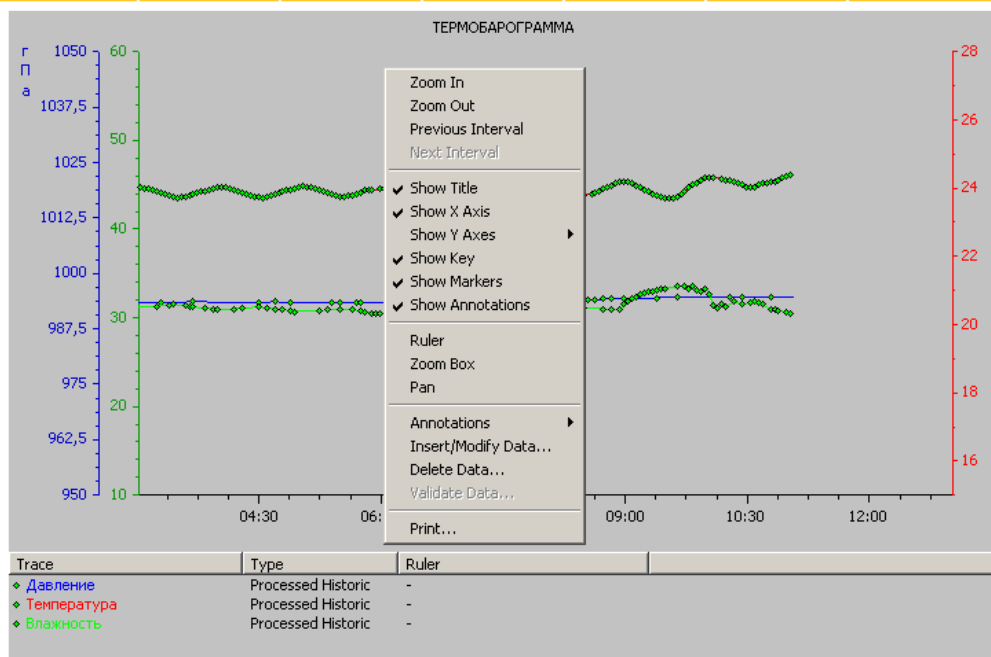 ТЕРМОБАРОГРАММА
гПа
1050
1037,5
1025
1012,5
1000
987,5
975
962,5
950
60
50
40
30
20
10
28
26
24
22
20
18
16
Zoom In
Zoom Out
Previous Interval
Next Interval
Show Title
Show X Axis
Show Y Axes
Show Key
Show Markers
Show Annotations
Ruler
Zoom Box
Pan
Annotations
Insert/Modify Data...
Delete Data...
Validate Data...
Print...
04:30 06: 09:00 10:30 12:00
Trace Type Ruler
Давление Processed Historic -
Температура Processed Historic -
Влажность Processed Historic -